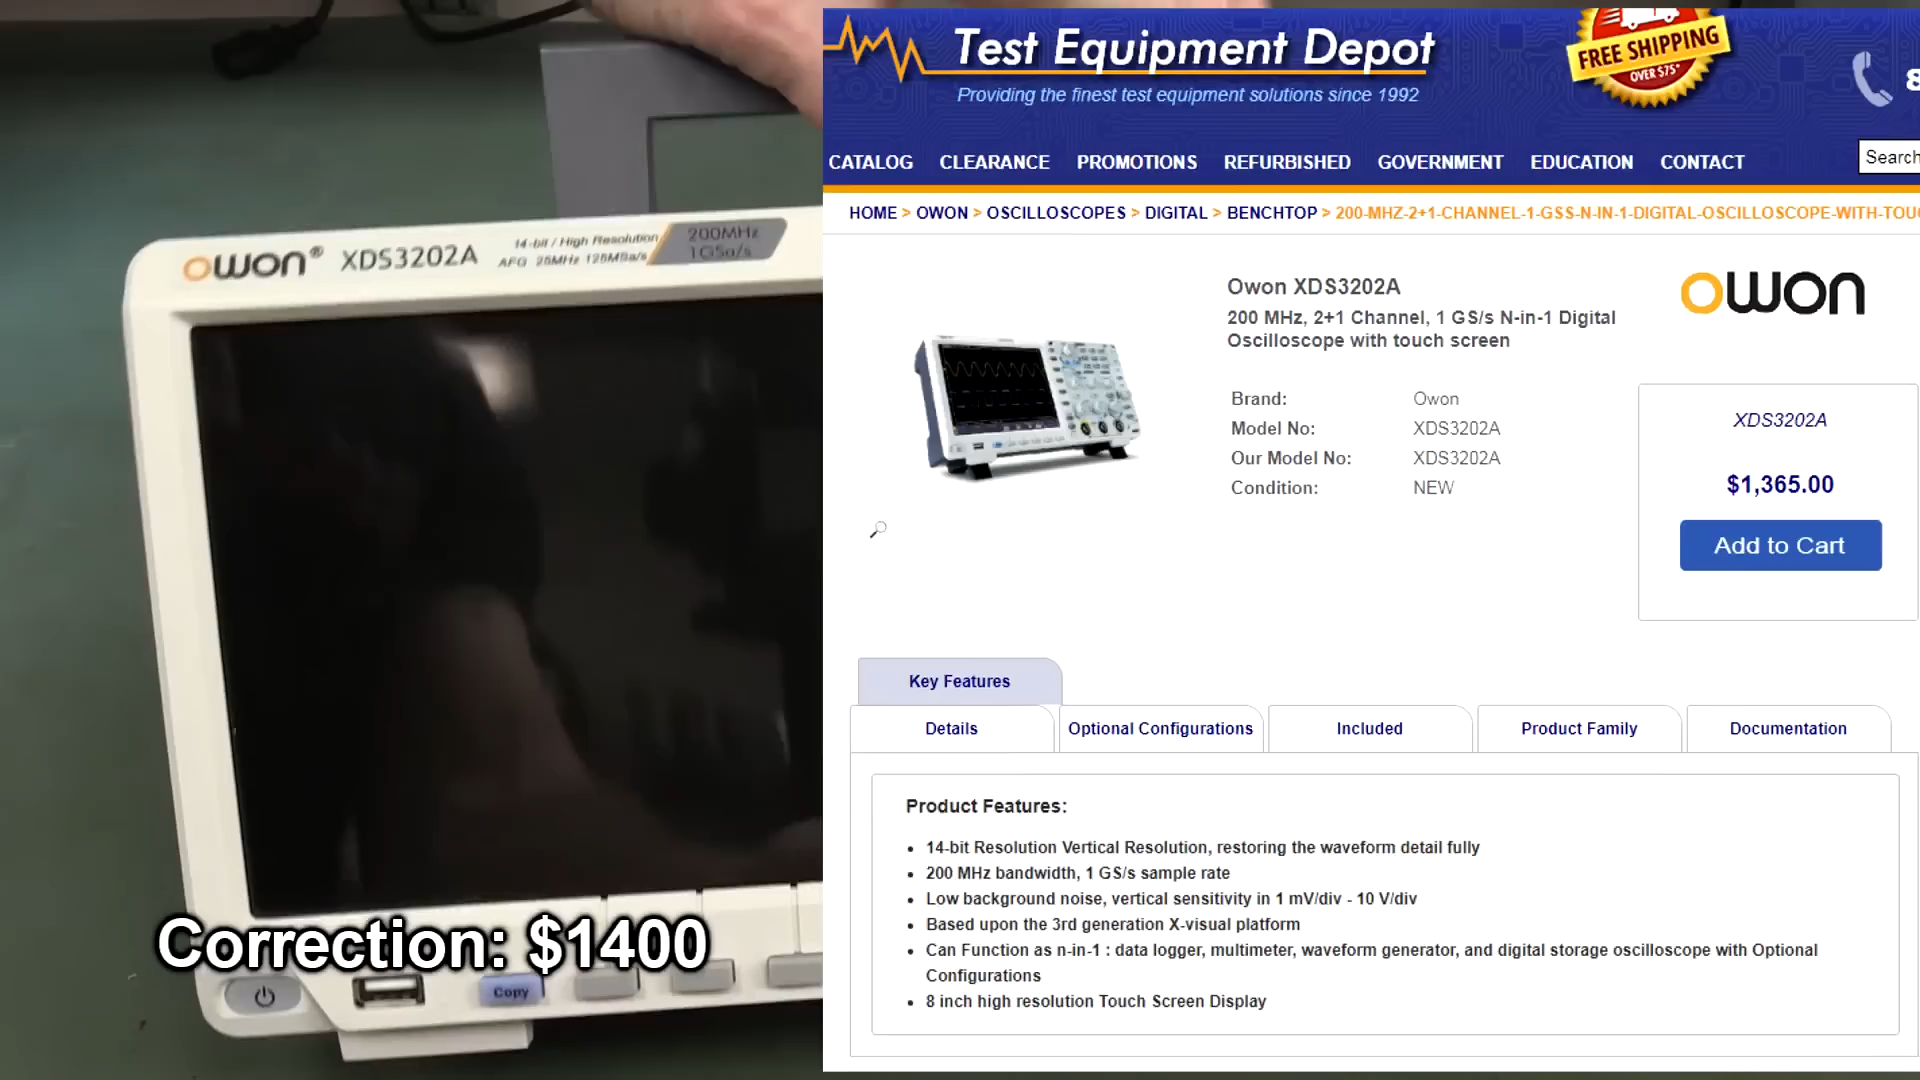 Test Equipment Depot
Providing the finest test equipment solutions since 1992
FREE SHIPPING
OVER $75*
8
CATALOG CLEARANCE PROMOTIONS REFURBISHED GOVERNMENT EDUCATION CONTACT
Search
HOME > OWON > OSCILLOSCOPES > DIGITAL > BENCHTOP > 200-MHZ-2+1-CHANNEL-1-GSS-N-IN-1-DIGITAL-OSCILLOSCOPE-WITH-TOU
owon® XDS3202A
14-bit / High Resolution
AFG 25MHz 125MSa/s
200MHz
1GSa/s
Owon XDS3202A
200 MHz, 2+1 Channel, 1 GS/s N-in-1 Digital
Oscilloscope with touch screen
owon
Brand: Owon
Model No: XDS3202A
Our Model No: XDS3202A
Condition: NEW
XDS3202A
$1,365.00
Add to Cart
Key Features
Details Optional Configurations Included Product Family Documentation
Product Features:
• 14-bit Resolution Vertical Resolution, restoring the waveform detail fully
• 200 MHz bandwidth, 1 GS/s sample rate
• Low background noise, vertical sensitivity in 1 mV/div - 10 V/div
• Based upon the 3rd generation X-visual platform
• Can Function as n-in-1 : data logger, multimeter, waveform generator, and digital storage oscilloscope with Optional
Configurations
• 8 inch high resolution Touch Screen Display
Correction: $1400
Copy